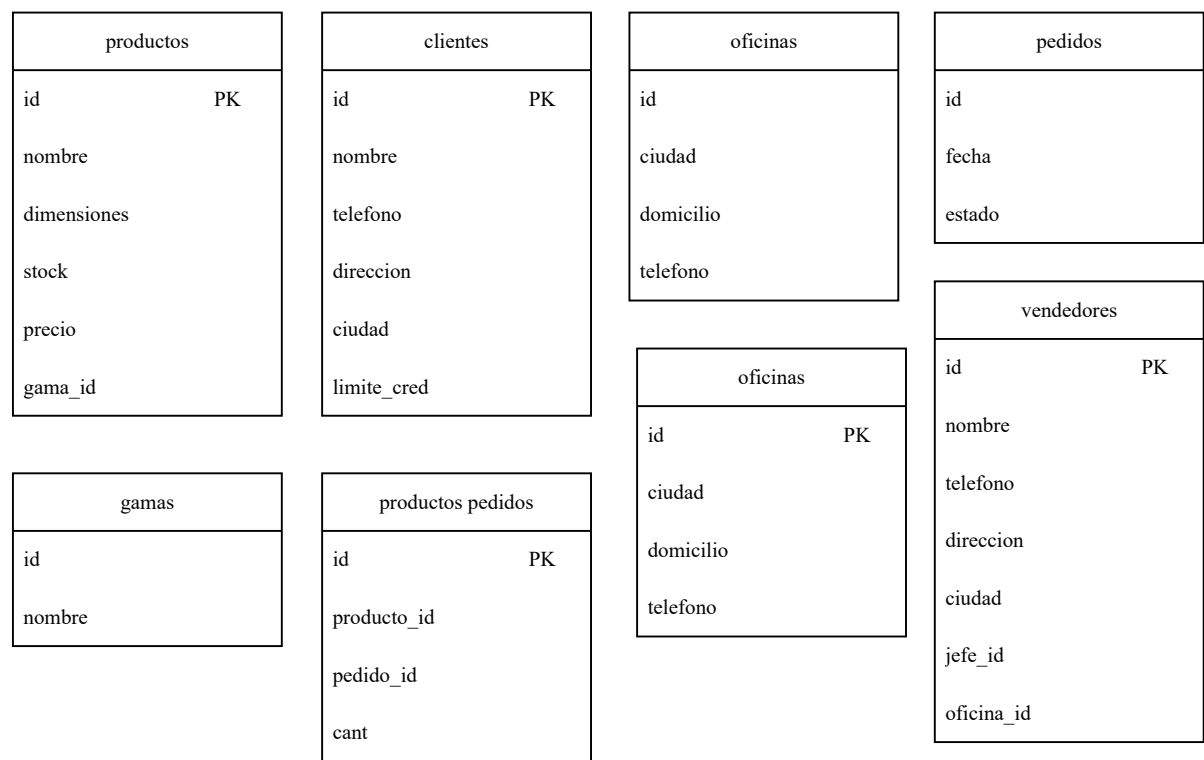 productos
id PK
nombre
dimensiones
stock
precio
gama_id
clientes
id PK
nombre
telefono
direccion
ciudad
limite_cred
oficinas
id
ciudad
domicilio
telefono
pedidos
id
fecha
estado
gamas
id
nombre
productos pedidos
id PK
producto_id
pedido_id
cant
oficinas
id PK
ciudad
domicilio
telefono
vendedores
id PK
nombre
telefono
direccion
ciudad
jefe_id
oficina_id